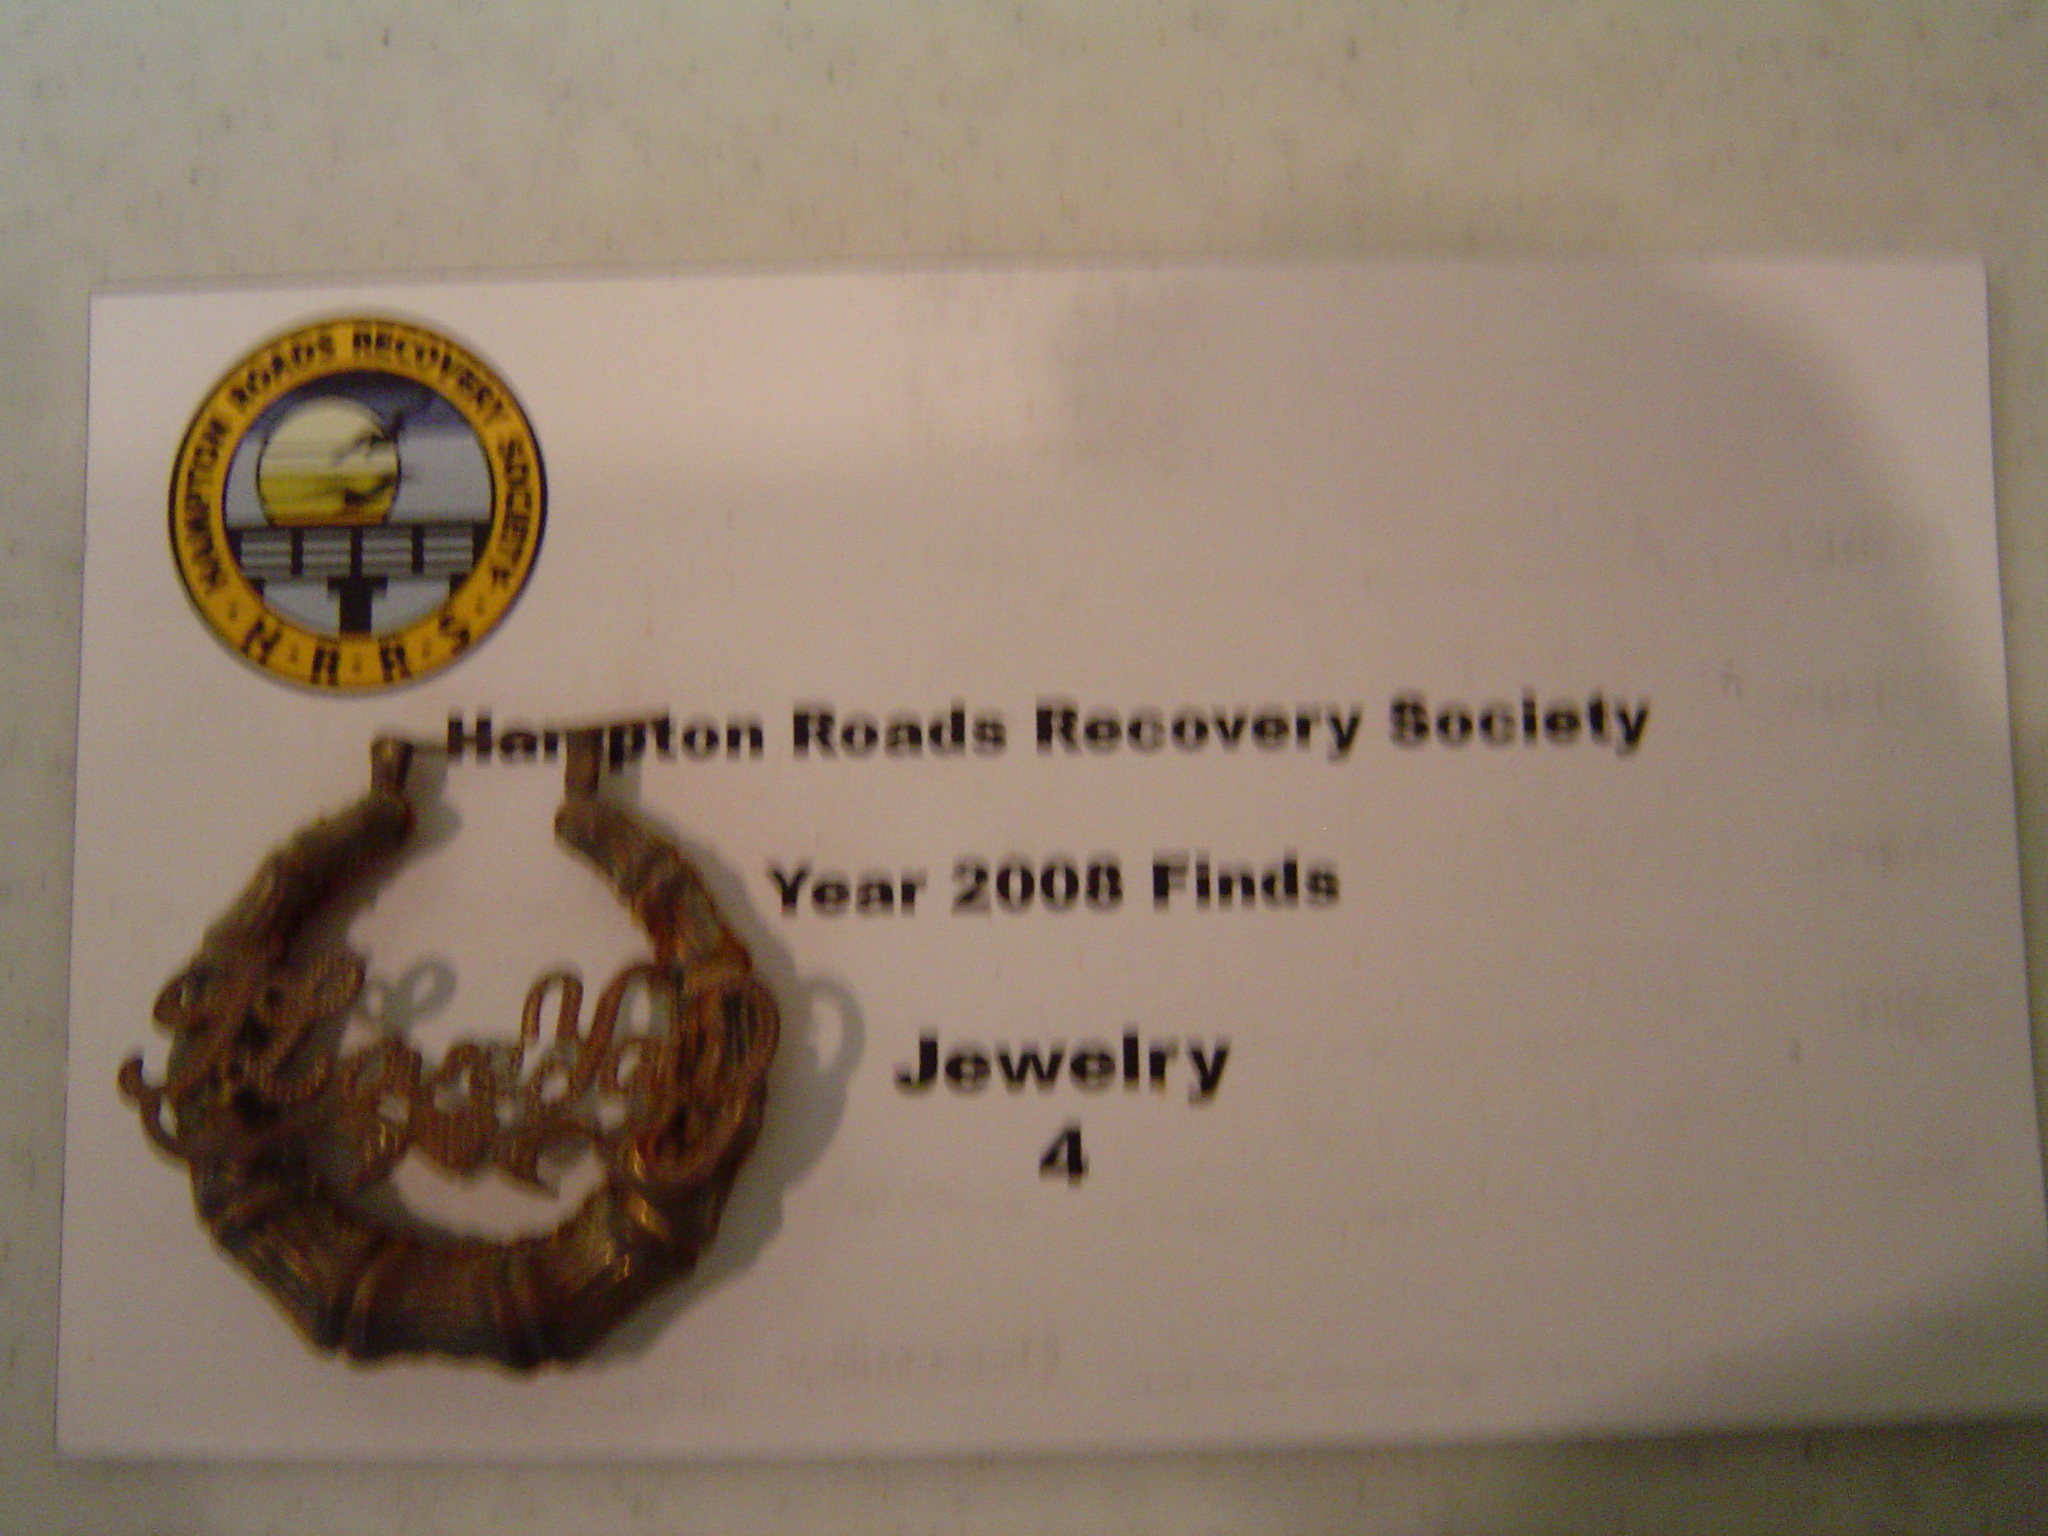 HAMPTON ROADS RECOVERY SOCIETY
H.R.R.S
Hampton Roads Recovery Society
Year 2008 Finds
Jewelry
4